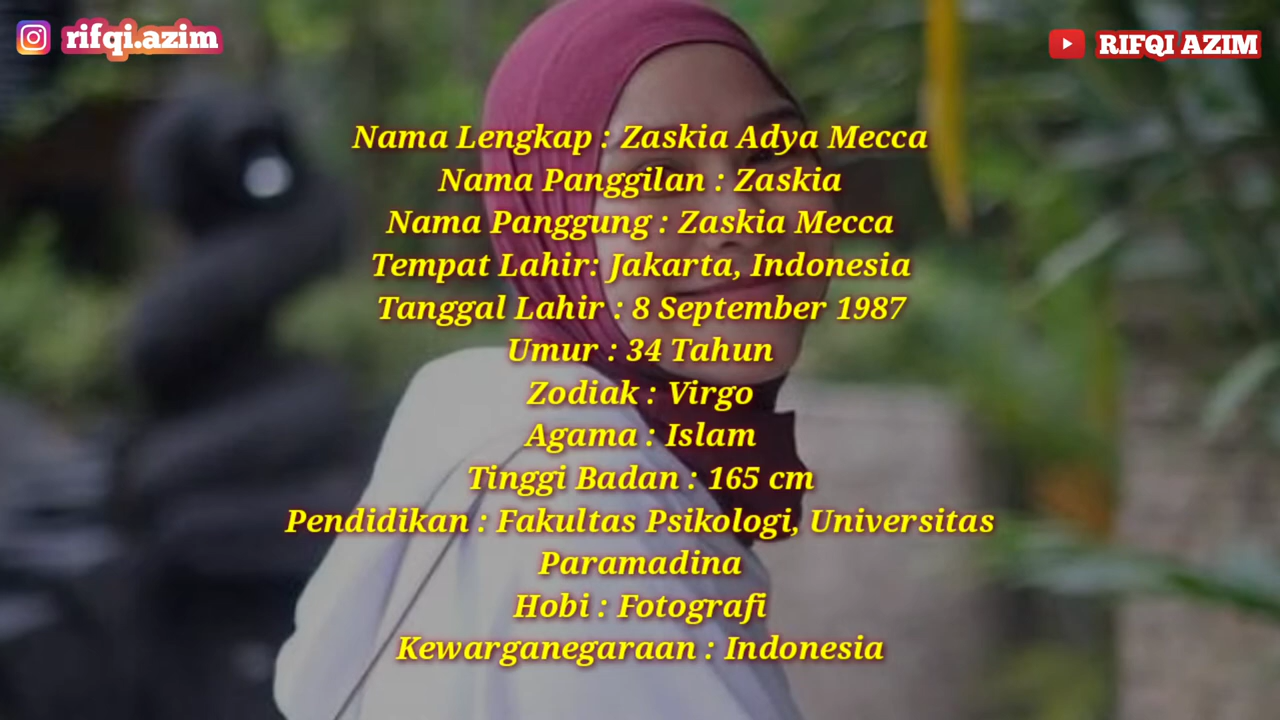 rifqi.azim
RIFQI AZIM
Nama Lengkap : Zaskia Adya Mecca
Nama Panggilan : Zaskia
Nama Panggung : Zaskia Mecca
Tempat Lahir: Jakarta, Indonesia
Tanggal Lahir : 8 September 1987
Umur : 34 Tahun
Zodiak : Virgo
Agama : Islam
Tinggi Badan : 165 cm
Pendidikan : Fakultas Psikologi, Universitas
Paramadina
Hobi : Fotografi
Kewarganegaraan : Indonesia